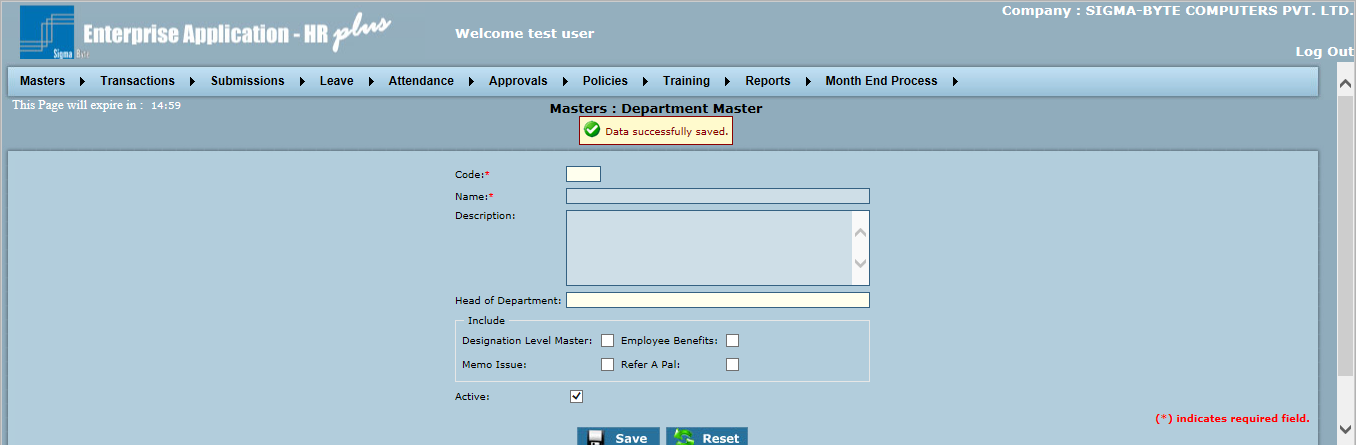 Company : SIGMA-BYTE COMPUTERS PVT. LTD.
Enterprise Application - HR plus
Sigma Byte
Welcome test user
Log Out
Masters Transactions Submissions Leave Attendance Approvals Policies Training Reports Month End Process
This Page will expire in : 14:59
Masters : Department Master
Data successfully saved.
Code:*
Name:*
Description:
Head of Department:
Include
Designation Level Master: Employee Benefits:
Memo Issue: Refer A Pal:
Active:
(*) indicates required field.
Save Reset